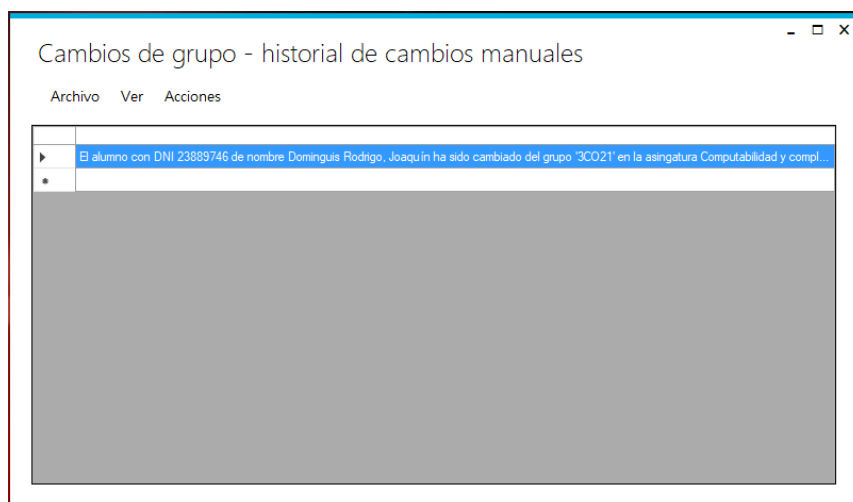 Cambios de grupo - historial de cambios manuales
Archivo Ver Acciones
El alumno con DNI 23889746 de nombre Dominguis Rodrigo, Joaquín ha sido cambiado del grupo '3CO21' en la asingatura Computabilidad y compl...